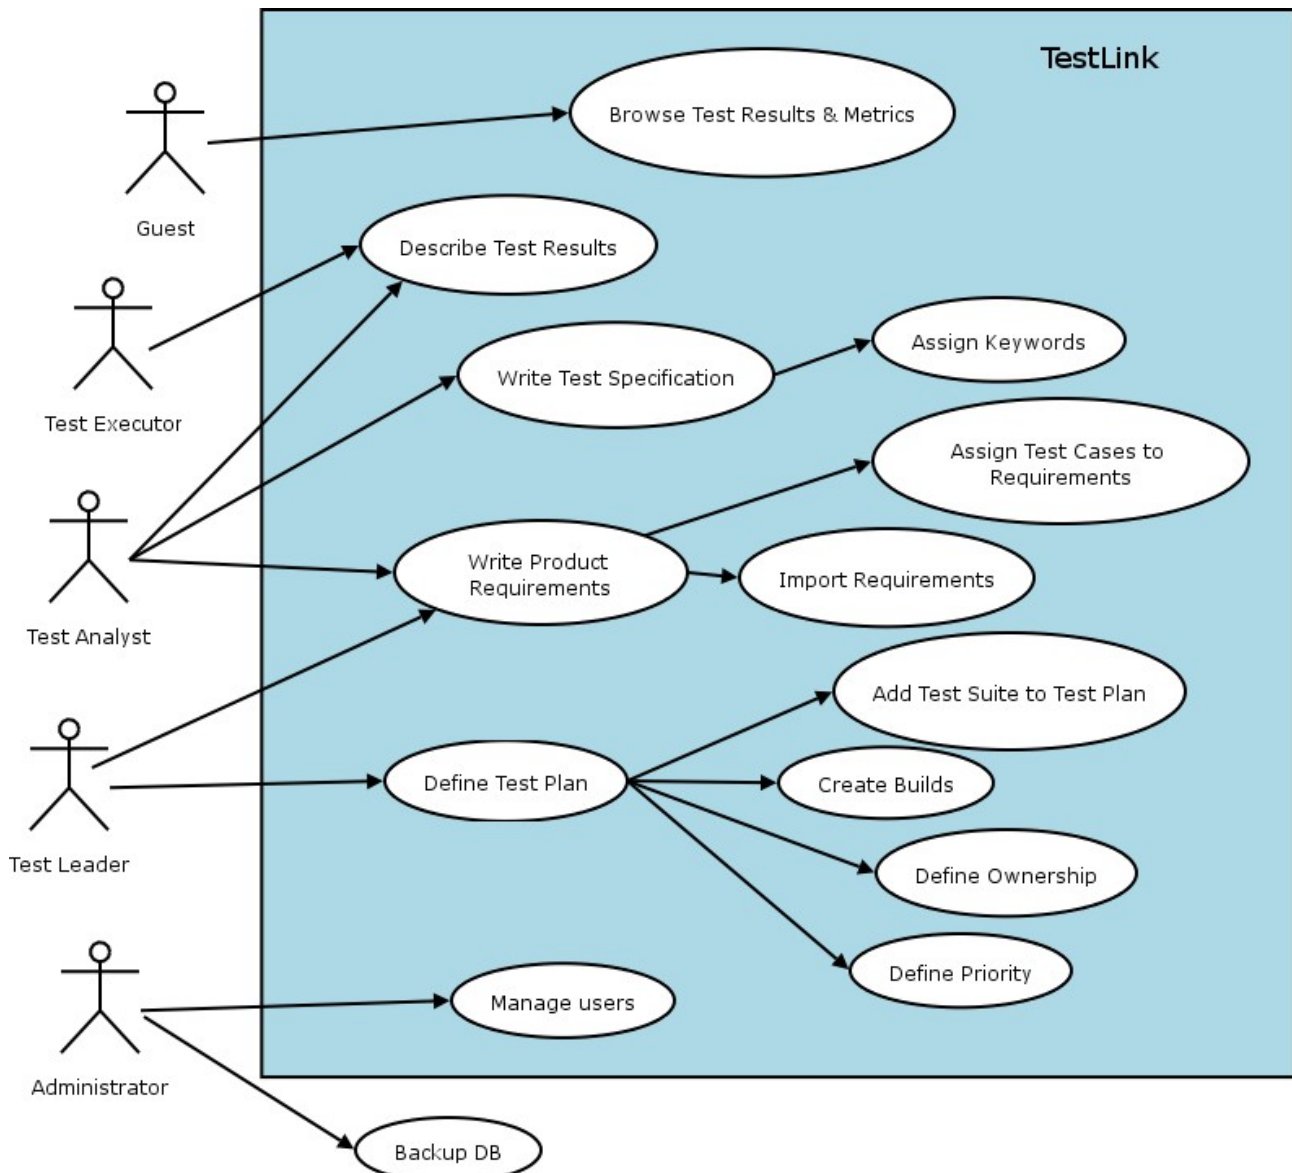 TestLink
Browse Test Results & Metrics
Guest
Describe Test Results
Assign Keywords
Write Test Specification
Test Executor
Assign Test Cases to
Requirements
Write Product
Requirements
Import Requirements
Test Analyst
Add Test Suite to Test Plan
Define Test Plan
Create Builds
Test Leader
Define Ownership
Define Priority
Manage users
Administrator
Backup DB